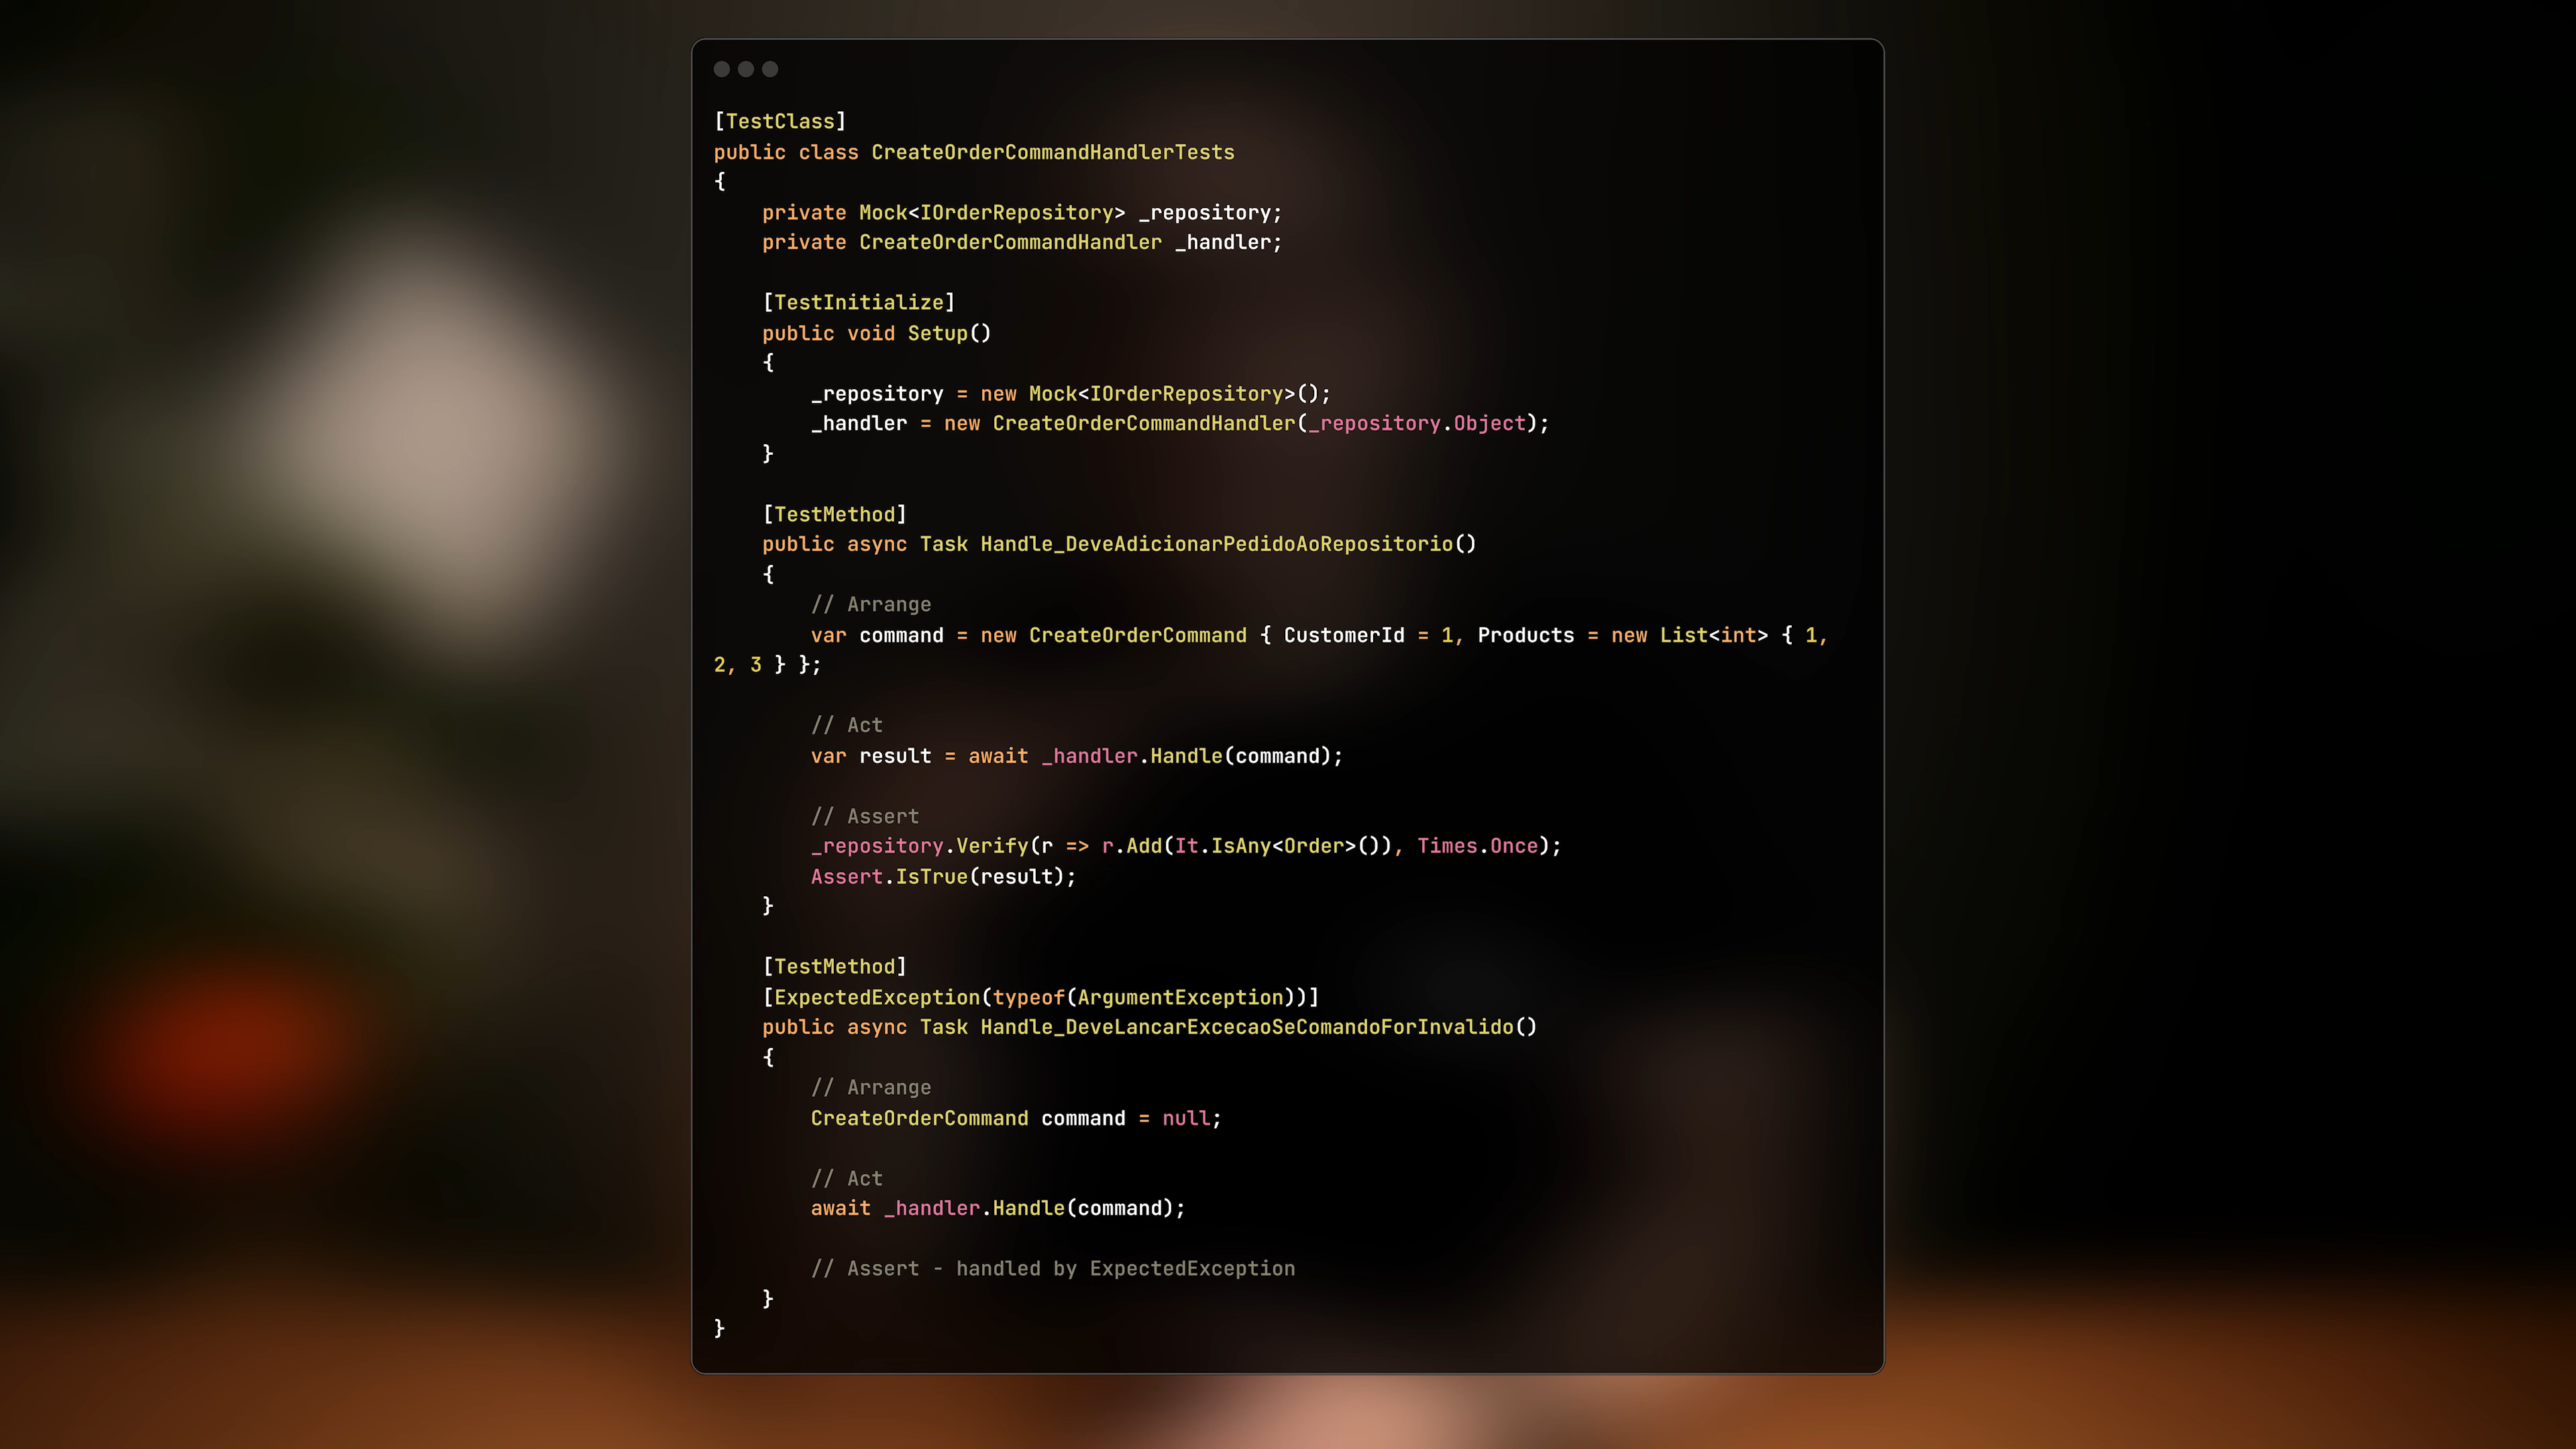 [TestClass]
public class CreateOrderCommandHandlerTests
{
    private Mock<IOrderRepository> _repository;
    private CreateOrderCommandHandler _handler;

    [TestInitialize]
    public void Setup()
    {
        _repository = new Mock<IOrderRepository>();
        _handler = new CreateOrderCommandHandler(_repository.Object);
    }

    [TestMethod]
    public async Task Handle_DeveAdicionarPedidoAoRepositorio()
    {
        // Arrange
        var command = new CreateOrderCommand { CustomerId = 1, Products = new List<int> { 1,
2, 3 } };

        // Act
        var result = await _handler.Handle(command);

        // Assert
        _repository.Verify(r => r.Add(It.IsAny<Order>()), Times.Once);
        Assert.IsTrue(result);
    }

    [TestMethod]
    [ExpectedException(typeof(ArgumentException))]
    public async Task Handle_DeveLancarExcecaoSeComandoForInvalido()
    {
        // Arrange
        CreateOrderCommand command = null;

        // Act
        await _handler.Handle(command);

        // Assert - handled by ExpectedException
    }
}